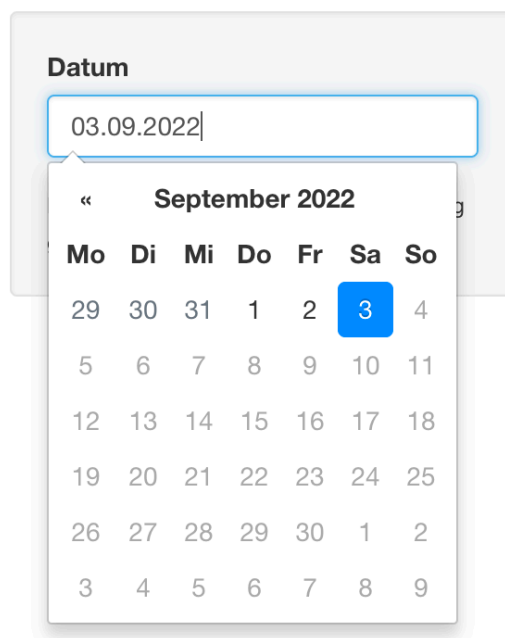 Datum
03.09.2022
« September 2022
g
Mo Di Mi Do Fr Sa So
29 30 31 1 2 3 4
5 6 7 8 9 10 11
12 13 14 15 16 17 18
19 20 21 22 23 24 25
26 27 28 29 30 1 2
3 4 5 6 7 8 9